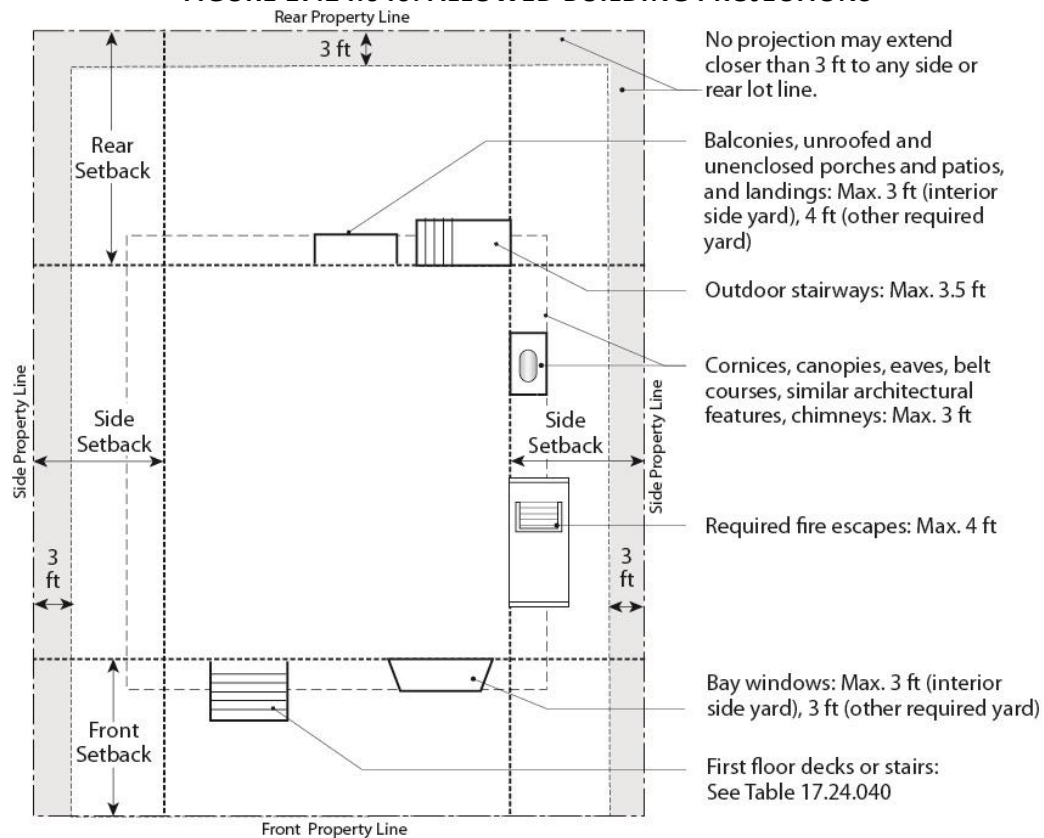 Rear Property Line
3 ft
No projection may extend
closer than 3 ft to any side or
rear lot line.
Rear
Setback
Balconies, unroofed and
unenclosed porches and patios,
and landings: Max. 3 ft (interior
side yard), 4 ft (other required
yard)
Outdoor stairways: Max. 3.5 ft
Cornices, canopies, eaves, belt
courses, similar architectural
features, chimneys: Max. 3 ft
Side Property Line
Side
Setback
Side
Setback
Side Property Line
Required fire escapes: Max. 4 ft
3
ft
3
ft
Bay windows: Max. 3 ft (interior
side yard), 3 ft (other required yard)
Front
Setback
First floor decks or stairs:
See Table 17.24.040
Front Property Line